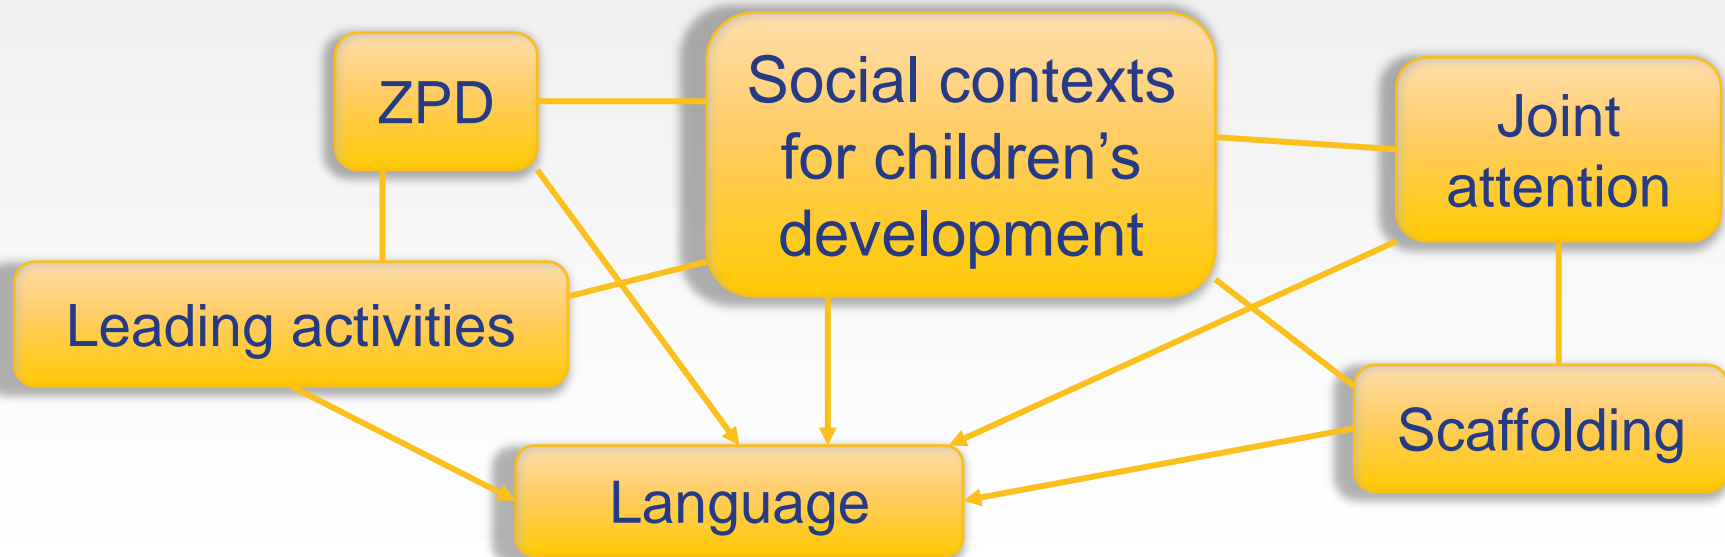 ZPD
Social contexts
for children’s
development
Joint
attention
Leading activities
Scaffolding
Language